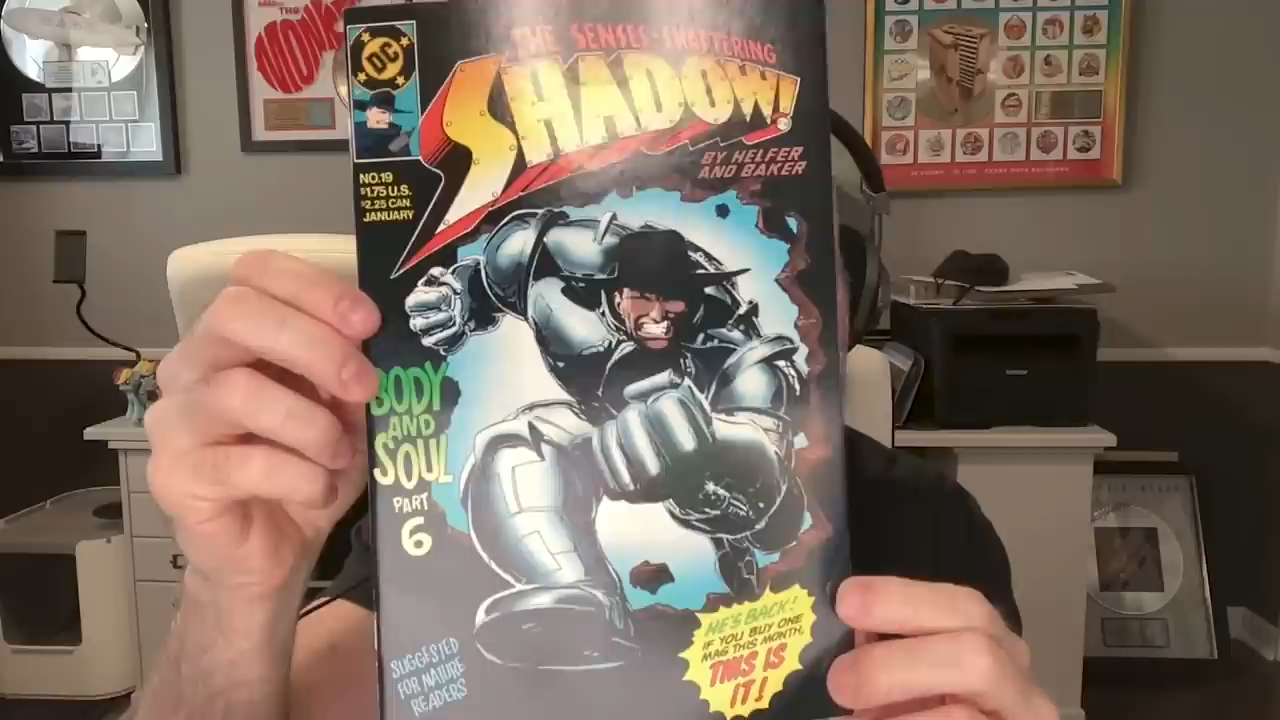 THE
MONK
DC
THE SENSES-SHATTERING
SHADOW!
BY HELFER
AND BAKER
NO.19
$1.75 U.S.
$2.25 CAN.
JANUARY
BODY
AND
SOUL
PART
6
SUGGESTED
FOR MATURE
READERS
HE'S BACK!
IF YOU BUY ONE
MAG THIS MONTH,
THIS IS
IT!